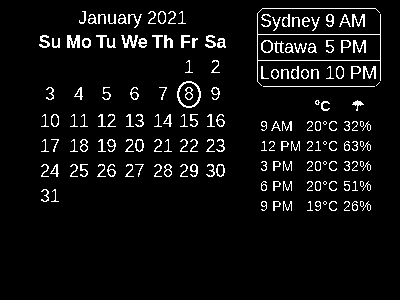 January 2021
Su Mo Tu We Th Fr Sa
1 2
3 4 5 6 7 8 9
10 11 12 13 14 15 16
17 18 19 20 21 22 23
24 25 26 27 28 29 30
31
Sydney 9 AM
Ottawa 5 PM
London 10 PM
°C ☂
9 AM 20°C 32%
12 PM 21°C 63%
3 PM 20°C 32%
6 PM 20°C 51%
9 PM 19°C 26%